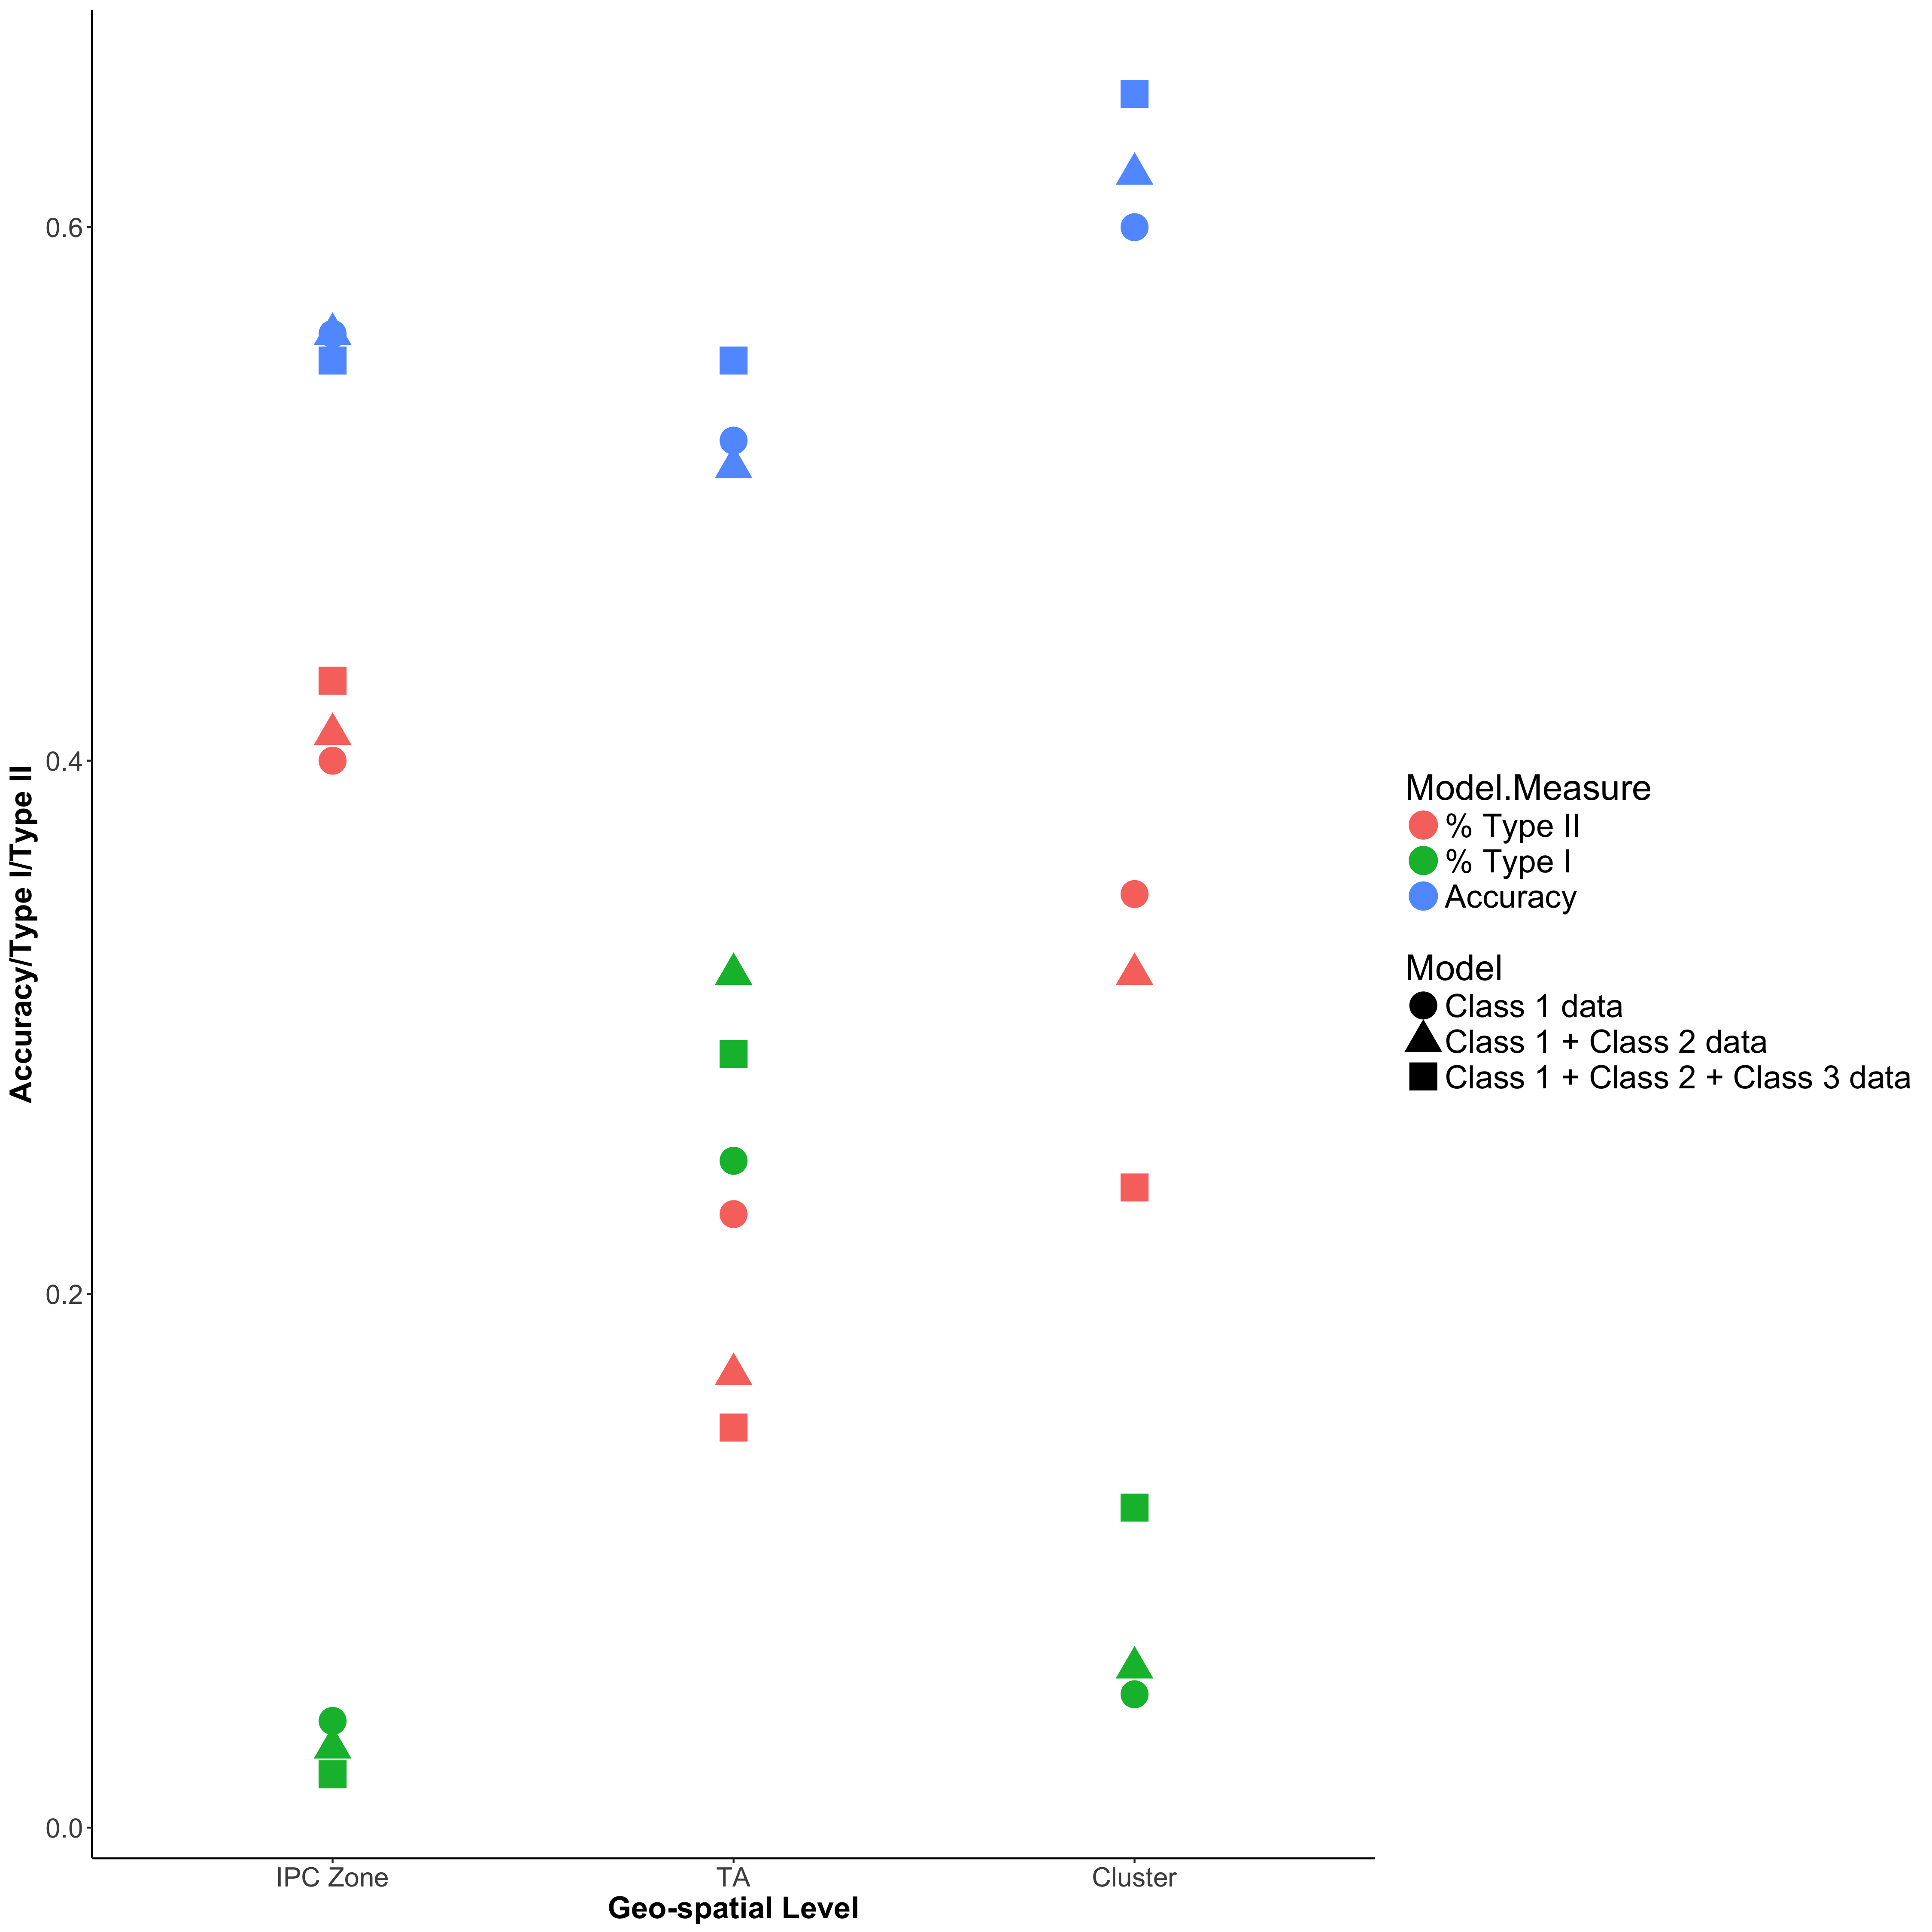 Accuracy/Type I/Type II
0.6
0.4
0.2
0.0
IPC Zone
TA
Cluster
Geo-spatial Level
Model.Measure
% Type II
% Type I
Accuracy
Model
Class 1 data
Class 1 + Class 2 data
Class 1 + Class 2 + Class 3 data